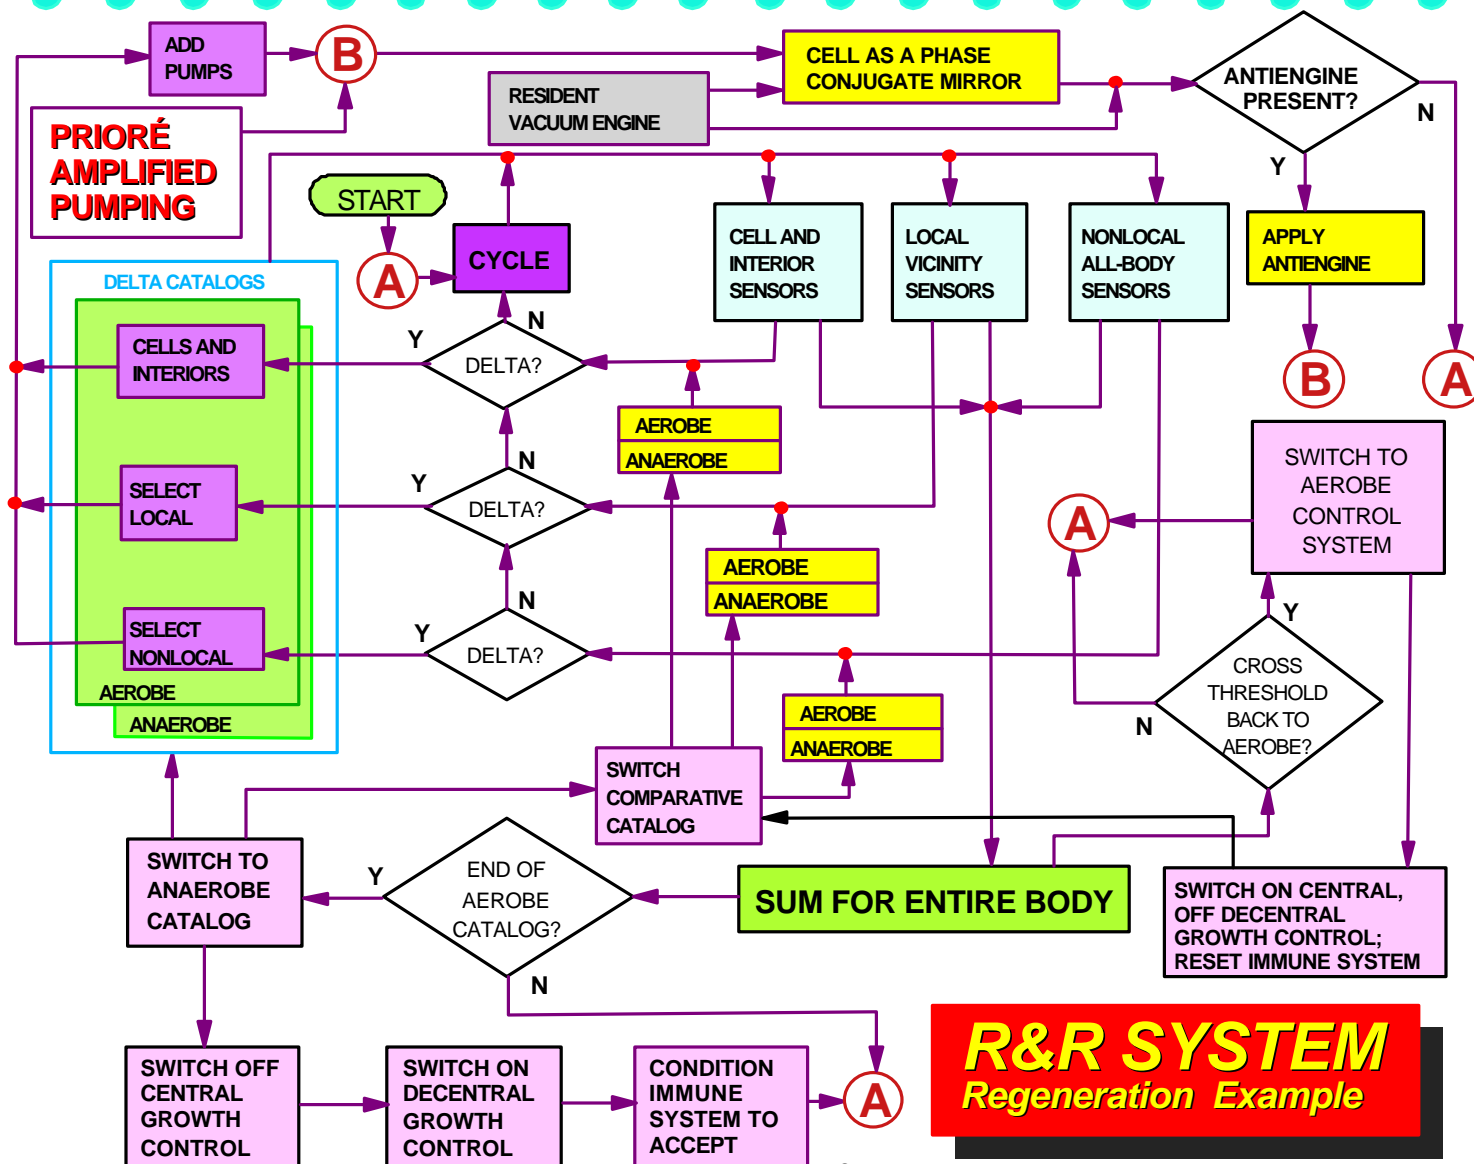 ADD
PUMPS
B
CELL AS A PHASE
CONJUGATE MIRROR
ANTIENGINE
PRESENT?
N
Y
RESIDENT
VACUUM ENGINE
PRIORÉ
AMPLIFIED
PUMPING
START
A
CYCLE
CELL AND
INTERIOR
SENSORS
LOCAL
VICINITY
SENSORS
NONLOCAL
ALL-BODY
SENSORS
APPLY
ANTIENGINE
B
A
DELTA CATALOGS
CELLS AND
INTERIORS
Y
N
DELTA?
AEROBE
ANAEROBE
SELECT
LOCAL
Y
N
DELTA?
AEROBE
ANAEROBE
SELECT
NONLOCAL
Y
N
DELTA?
AEROBE
ANAEROBE
AEROBE
ANAEROBE
A
SWITCH TO
AEROBE
CONTROL
SYSTEM
Y
CROSS
THRESHOLD
BACK TO
AEROBE?
N
SWITCH
COMPARATIVE
CATALOG
SWITCH TO
ANAEROBE
CATALOG
Y
END OF
AEROBE
CATALOG?
N
SUM FOR ENTIRE BODY
SWITCH ON CENTRAL,
OFF DECENTRAL
GROWTH CONTROL;
RESET IMMUNE SYSTEM
SWITCH OFF
CENTRAL
GROWTH
CONTROL
SWITCH ON
DECENTRAL
GROWTH
CONTROL
CONDITION
IMMUNE
SYSTEM TO
ACCEPT
A
R&R SYSTEM
Regeneration Example